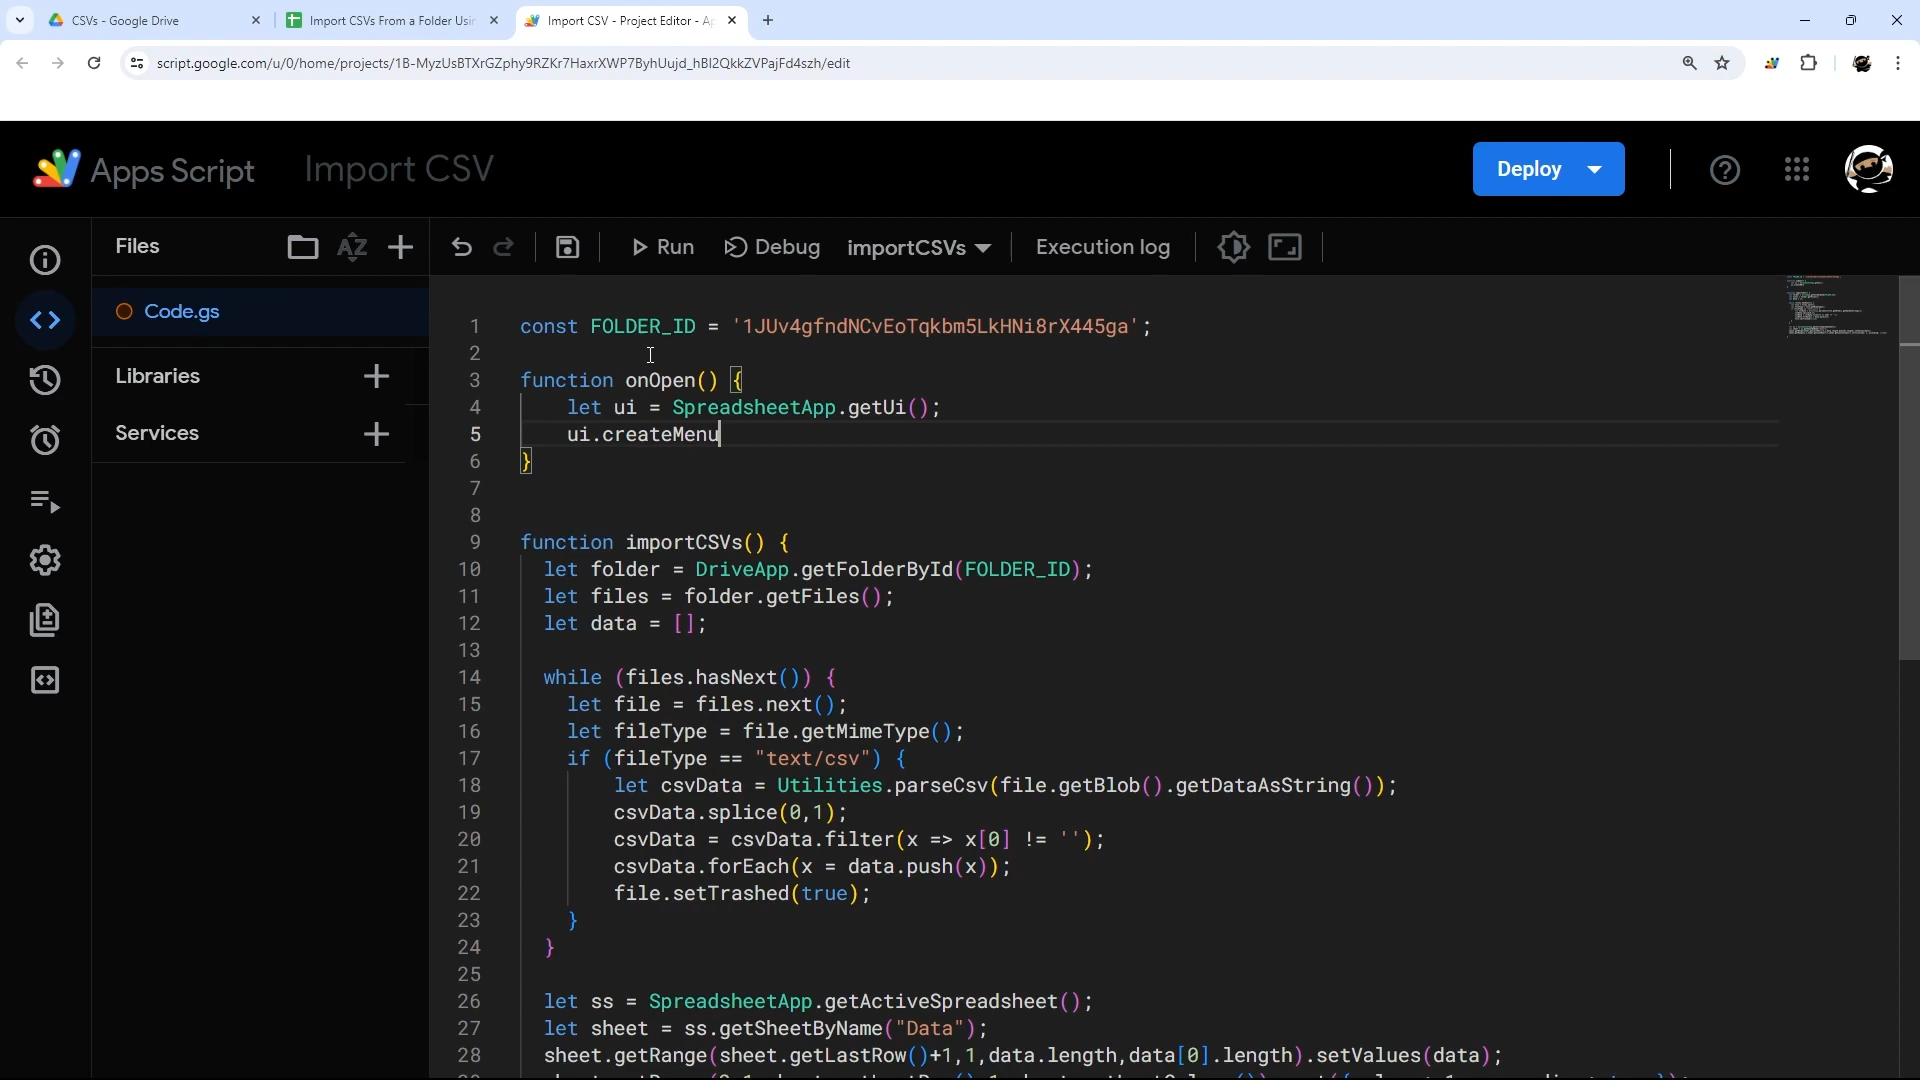 CSVs - Google Drive
Import CSVs From a Folder Usin
Import CSV - Project Editor - Ap
script.google.com/u/0/home/projects/1B-MyzUsBTXrGZphy9RZKr7HaxrXWP7ByhUujd_hBl2QkkZVPajFd4szh/edit
Apps Script
Import CSV
Deploy
Files
AZ
Run
Debug
importCSVs
Execution log
Code.gs
Libraries
Services
1 const FOLDER_ID = '1JUv4gfndNCvEoTqkbm5LkHNi8rX445ga';
2
3 function onOpen() {
4 let ui = SpreadsheetApp.getUi();
5 ui.createMenu
6 }
7
8
9 function importCSVs() {
10 let folder = DriveApp.getFolderById(FOLDER_ID);
11 let files = folder.getFiles();
12 let data = [];
13
14 while (files.hasNext()) {
15 let file = files.next();
16 let fileType = file.getMimeType();
17 if (fileType == "text/csv") {
18 let csvData = Utilities.parseCsv(file.getBlob().getDataAsString());
19 csvData.splice(0,1);
20 csvData = csvData.filter(x => x[0] != '');
21 csvData.forEach(x = data.push(x));
22 file.setTrashed(true);
23 }
24 }
25
26 let ss = SpreadsheetApp.getActiveSpreadsheet();
27 let sheet = ss.getSheetByName("Data");
28 sheet.getRange(sheet.getLastRow()+1,1,data.length,data[0].length).setValues(data);